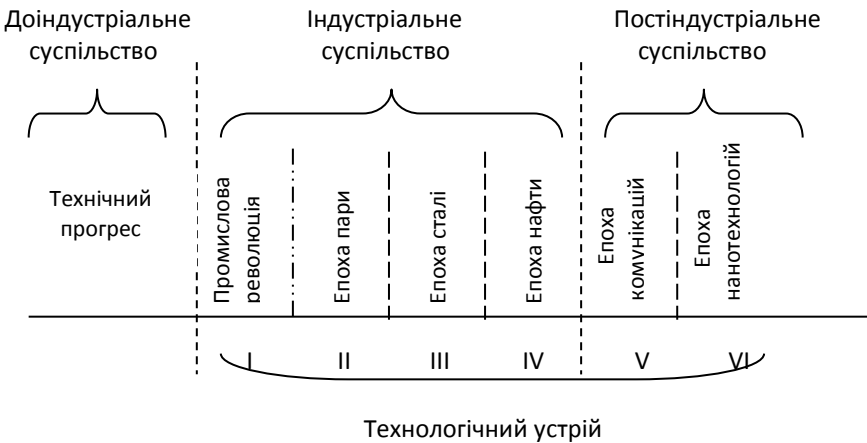 Доіндустріальне
суспільство
Індустріальне
суспільство
Постіндустріальне
суспільство
Технічний
прогрес
Промислова
революція
Епоха пари
Епоха сталі
Епоха нафти
Епоха
комунікацій
Епоха
нанотехнологій
I II III IV V VI
Технологічний устрій